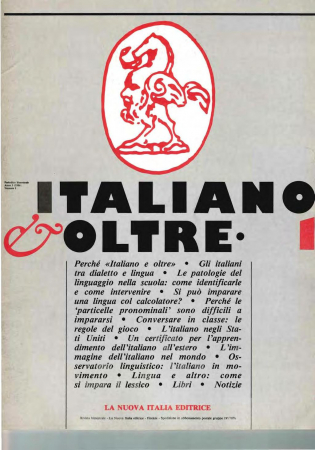 ITALIANO
& OLTRE. 1
Perché «Italiano e oltre» • Gli italiani
tra dialetto e lingua • Le patologie del
linguaggio nella scuola: come identificarle
e come intervenire • Si può imparare
una lingua col calcolatore? • Perché le
'particelle pronominali' sono difficili a
impararsi • Conversare in classe: le
regole del gioco • L'italiano negli Sta-
ti Uniti • Un certificato per l'appren-
dimento dell'italiano all'estero • L'im-
magine dell'italiano nel mondo • Os-
servatorio linguistico: l'italiano in mo-
vimento • Lingua e altro: come
si impara il lessico • Libri • Notizie
LA NUOVA ITALIA EDITRICE